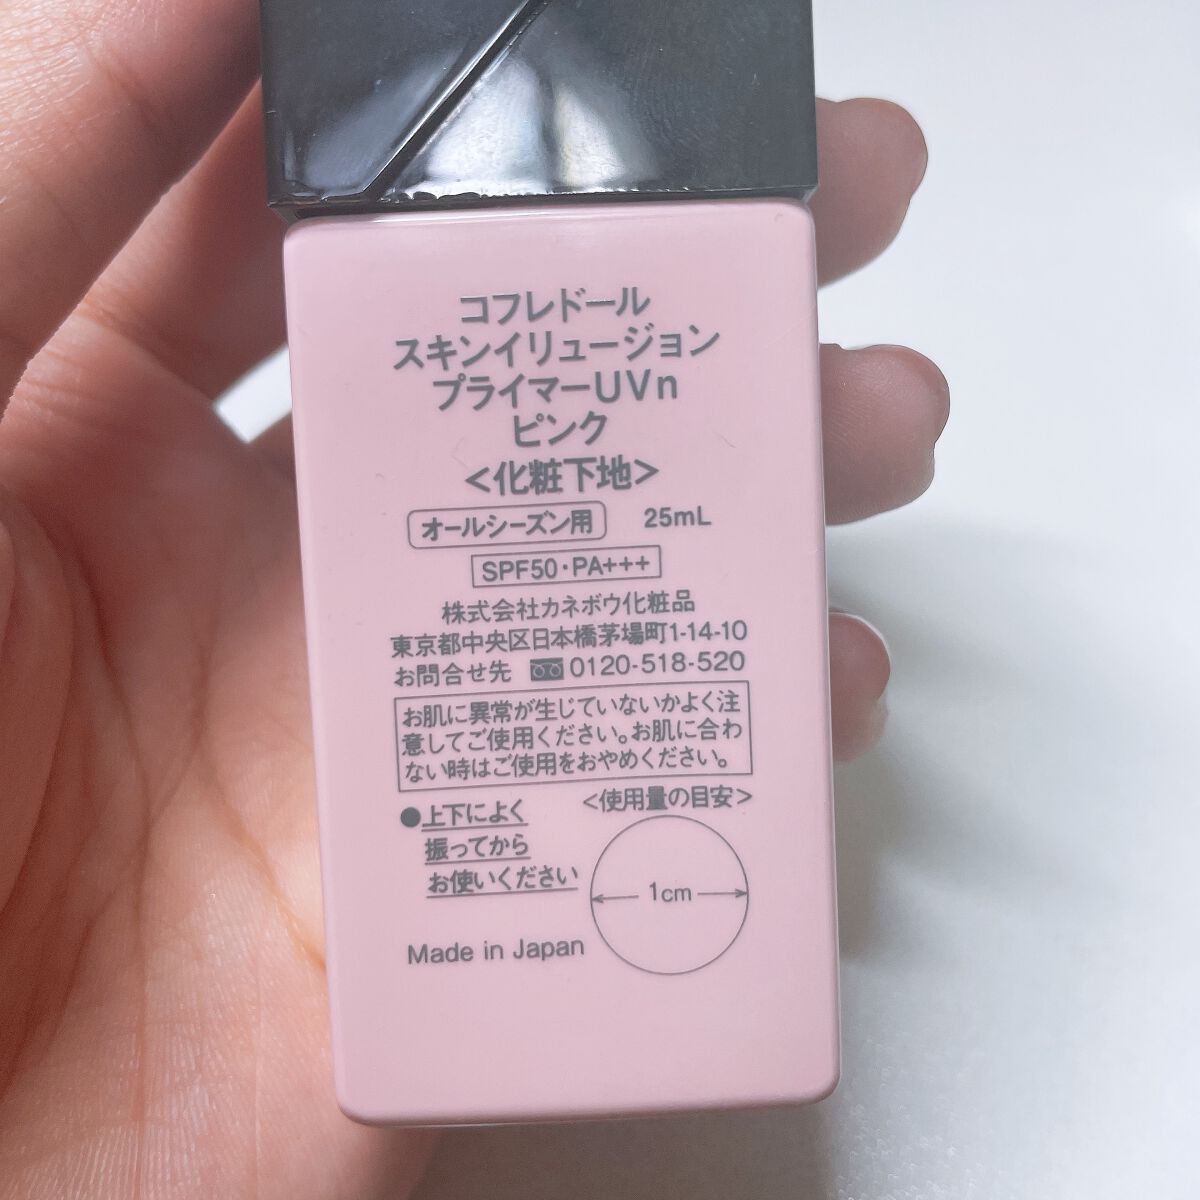 コフレドール
スキンイリュージョン
プライマーUVn
ピンク
<化粧下地>
オールシーズン用 25mL
SPF50・PA+++
株式会社カネボウ化粧品
東京都中央区日本橋茅場町1-14-10
お問合せ先 0120-518-520
お肌に異常が生じていないかよく注
意してご使用ください。お肌に合わ
ない時はご使用をおやめください。
<使用量の目安>
●上下によく
振ってから
お使いください
1cm
Made in Japan